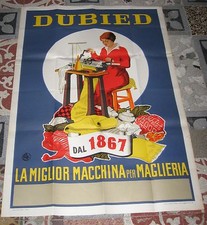 DUBIED
DAL 1867
LA MIGLIOR MACCHINA PER MAGLIERIA